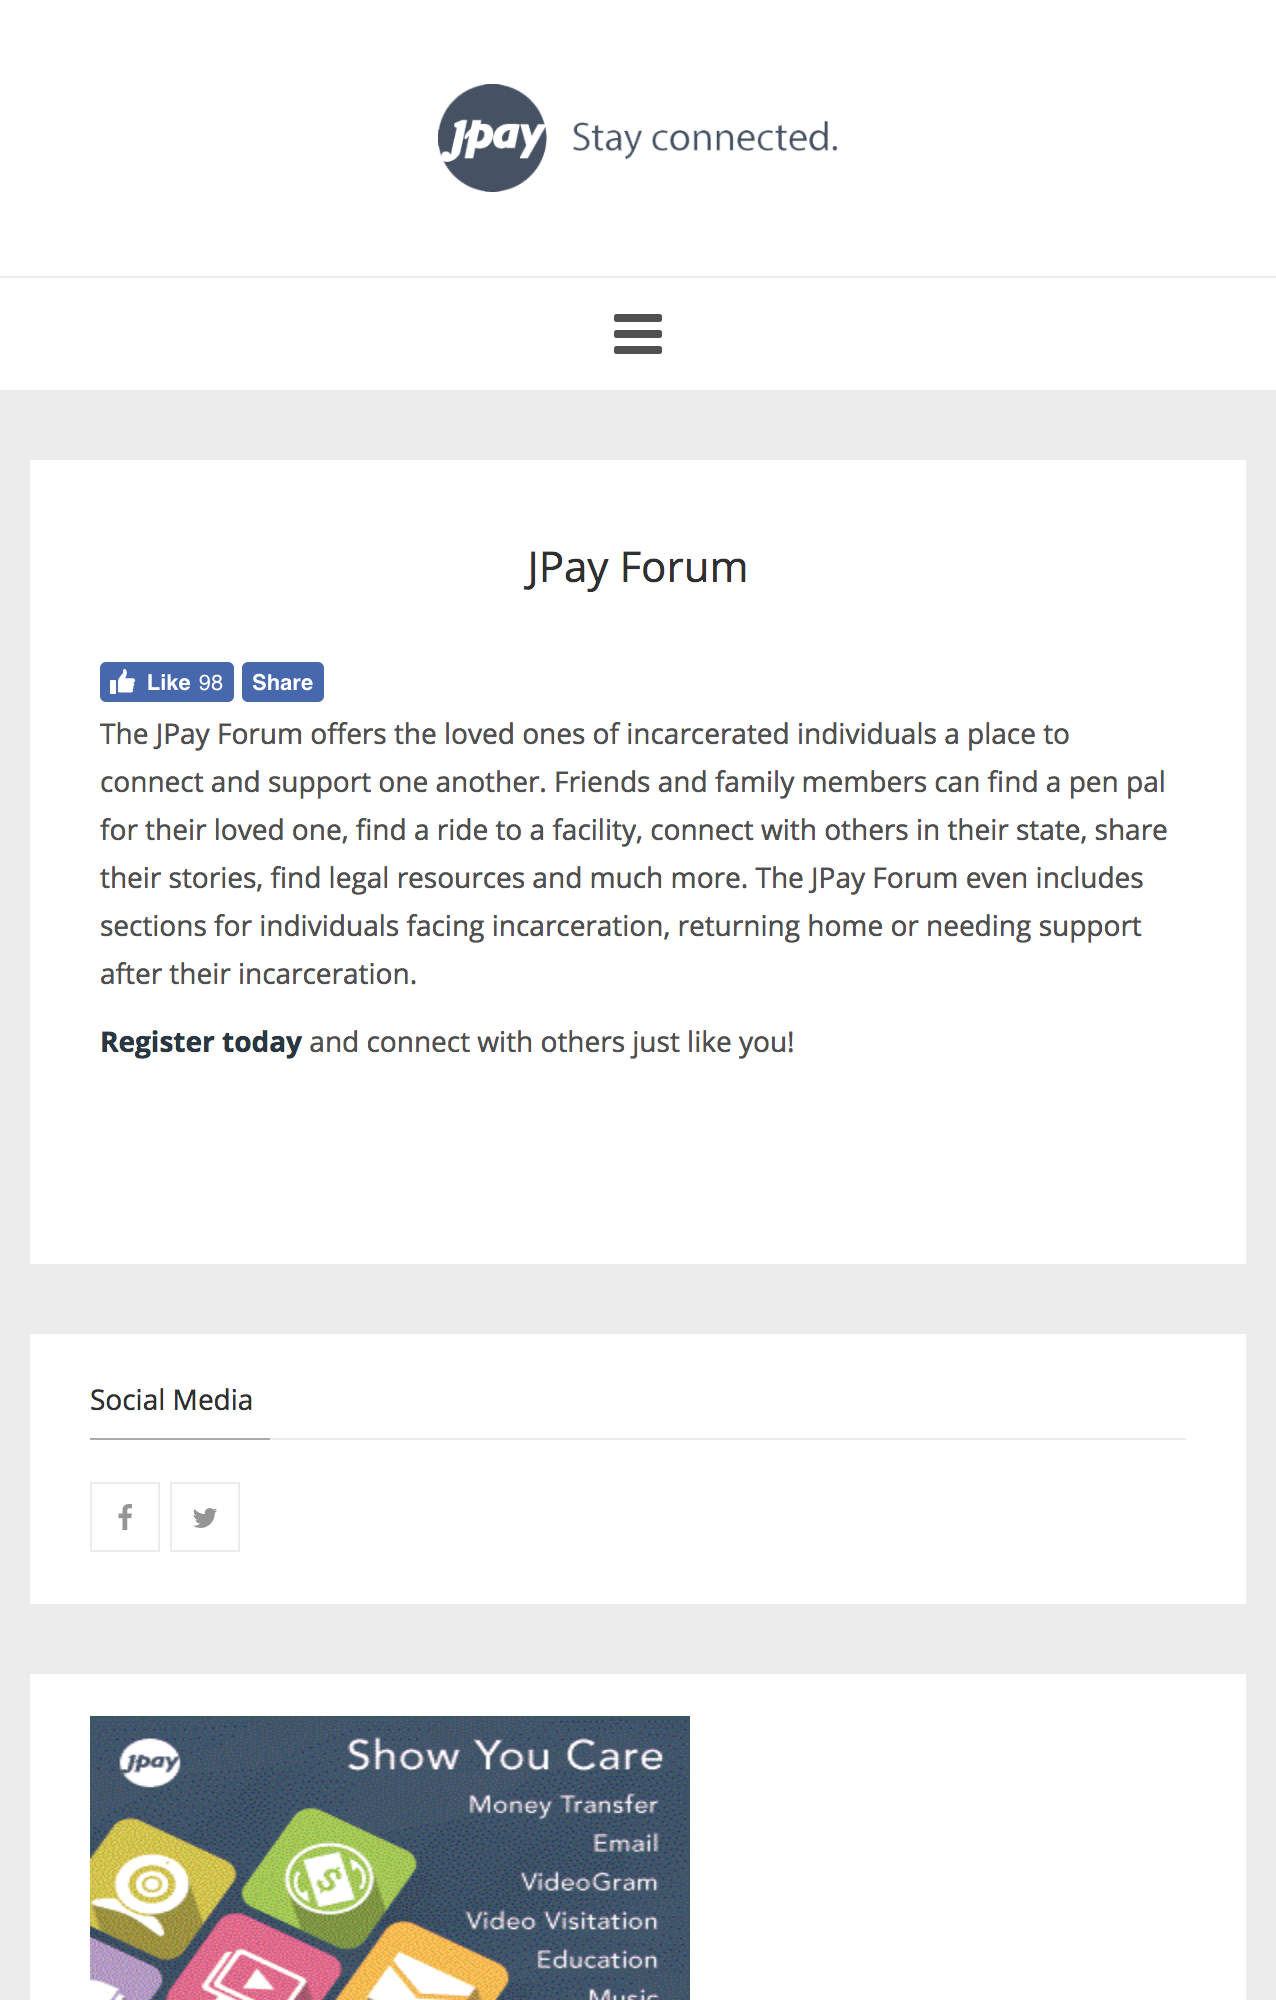 Jpay Stay connected.
JPay Forum
Like 98 Share
The JPay Forum offers the loved ones of incarcerated individuals a place to
connect and support one another. Friends and family members can find a pen pal
for their loved one, find a ride to a facility, connect with others in their state, share
their stories, find legal resources and much more. The JPay Forum even includes
sections for individuals facing incarceration, returning home or needing support
after their incarceration.
Register today and connect with others just like you!
Social Media
Jpay
Show You Care
Money Transfer
Email
VideoGram
Video Visitation
Education
Music